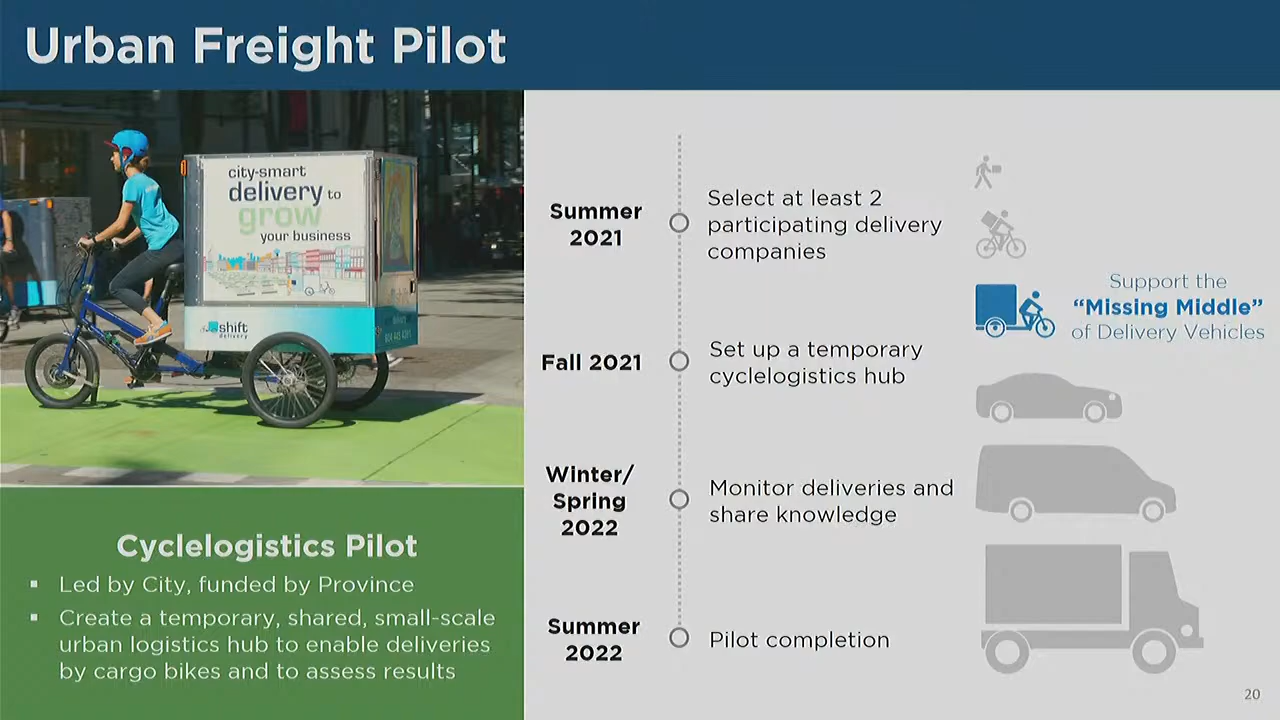 Urban Freight Pilot
city-smart
delivery to
grow
your business
shift
delivery
Cyclelogistics Pilot
▪ Led by City, funded by Province
▪ Create a temporary, shared, small-scale
urban logistics hub to enable deliveries
by cargo bikes and to assess results
Summer
2021
Select at least 2
participating delivery
companies
Fall 2021
Set up a temporary
cyclelogistics hub
Winter/
Spring
2022
Monitor deliveries and
share knowledge
Summer
2022
Pilot completion
Support the
“Missing Middle”
of Delivery Vehicles
20